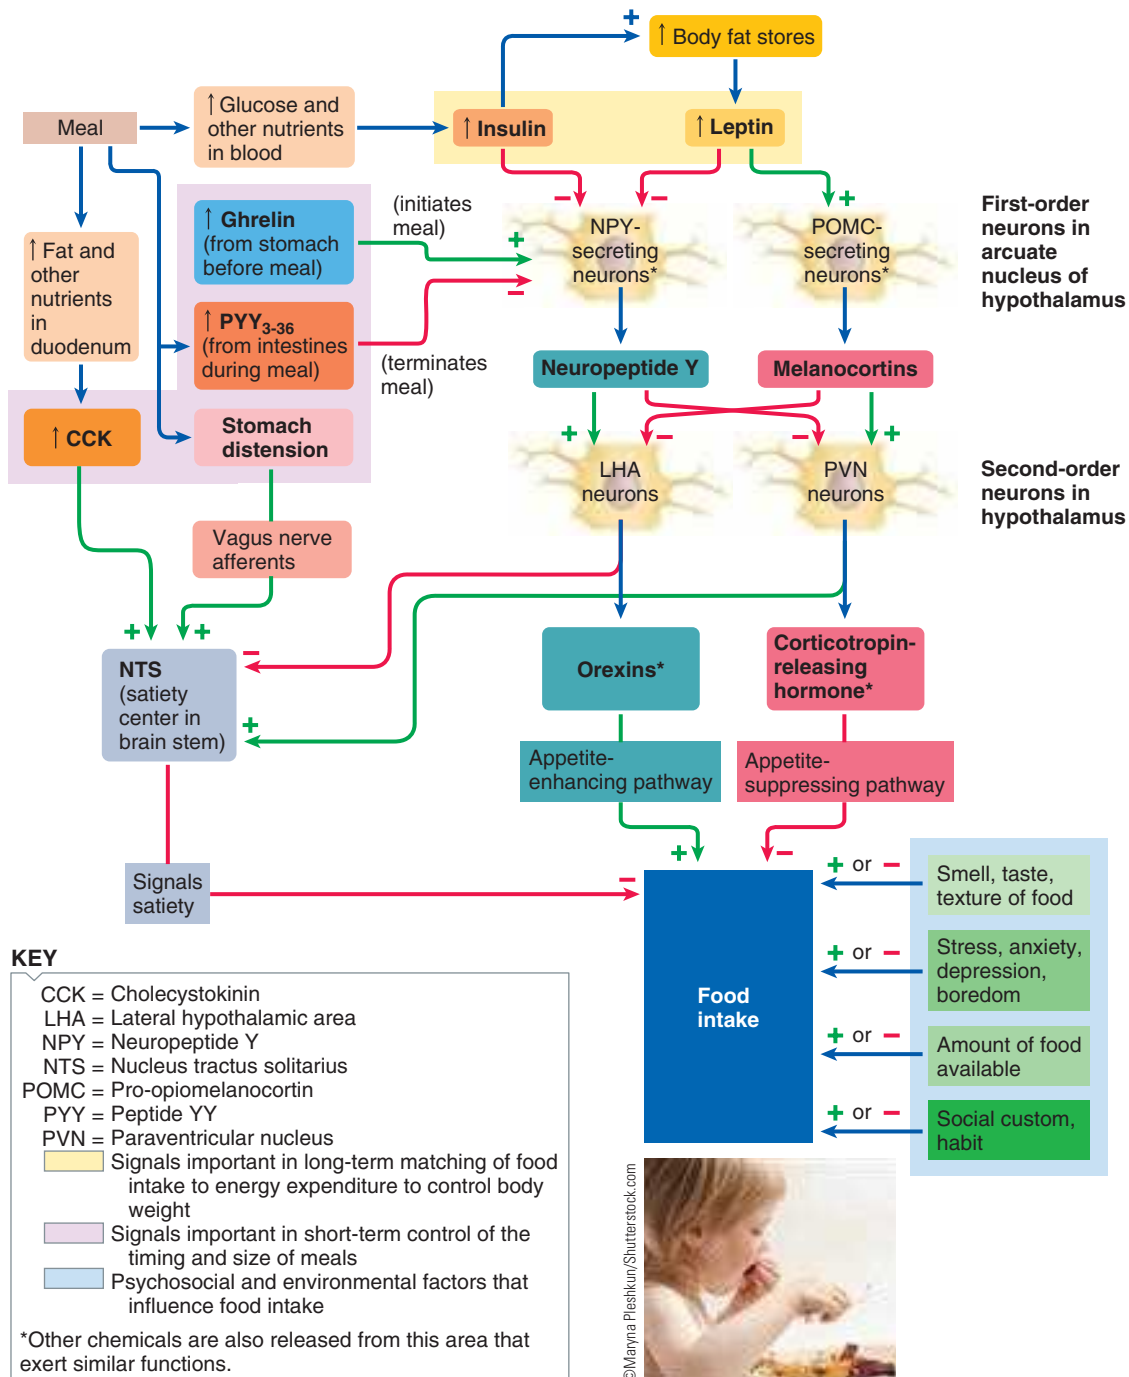 +
↑ Body fat stores
Meal
↑ Glucose and
other nutrients
in blood
↑ Insulin
↑ Leptin
−
−
+
↑ Ghrelin
(from stomach
before meal)
(initiates
meal)
+
NPY-
secreting
neurons*
POMC-
secreting
neurons*
First-order
neurons in
arcuate
nucleus of
hypothalamus
↑ Fat and
other
nutrients
in
duodenum
↑ PYY3-36
(from intestines
during meal)
−
(terminates
meal)
Neuropeptide Y
Melanocortins
↑ CCK
Stomach
distension
+
−
−
+
LHA
neurons
PVN
neurons
Second-order
neurons in
hypothalamus
Vagus nerve
afferents
+
+
−
+
NTS
(satiety
center in
brain stem)
Orexins*
Corticotropin-
releasing
hormone*
Appetite-
enhancing pathway
Appetite-
suppressing pathway
+
−
Signals
satiety
−
Food
intake
+ or −
Smell, taste,
texture of food
+ or −
Stress, anxiety,
depression,
boredom
+ or −
Amount of food
available
+ or −
Social custom,
habit
KEY
CCK = Cholecystokinin
LHA = Lateral hypothalamic area
NPY = Neuropeptide Y
NTS = Nucleus tractus solitarius
POMC = Pro-opiomelanocortin
PYY = Peptide YY
PVN = Paraventricular nucleus
Signals important in long-term matching of food
intake to energy expenditure to control body
weight
Signals important in short-term control of the
timing and size of meals
Psychosocial and environmental factors that
influence food intake
*Other chemicals are also released from this area that
exert similar functions.
©Maryna Pleshkun/Shutterstock.com